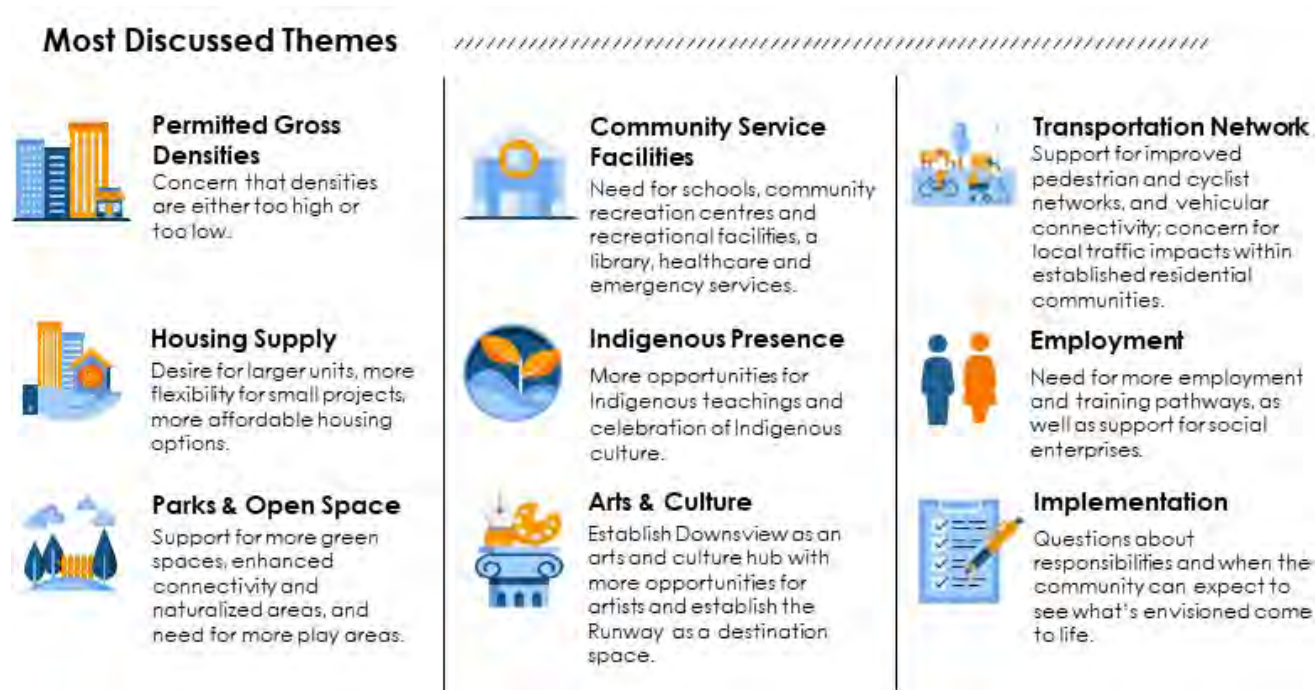 Most Discussed Themes
Permitted Gross
Densities
Concern that densities
are either too high or
too low.
Housing Supply
Desire for larger units, more
flexibility for small projects,
more affordable housing
options.
Parks & Open Space
Support for more green
spaces, enhanced
connectivity and
naturalized areas, and
need for more play areas.
Community Service
Facilities
Need for schools, community
recreation centres and
recreational facilities, a
library, healthcare and
emergency services.
Indigenous Presence
More opportunities for
Indigenous teachings and
celebration of Indigenous
culture.
Arts & Culture
Establish Downsview as an
arts and culture hub with
more opportunities for
artists and establish the
Runway as a destination
space.
Transportation Network
Support for improved
pedestrian and cyclist
networks, and vehicular
connectivity; concern for
local traffic impacts within
established residential
communities.
Employment
Need for more employment
and training pathways, as
well as support for social
enterprises.
Implementation
Questions about
responsibilities and when the
community can expect to
see what's envisioned come
to life.